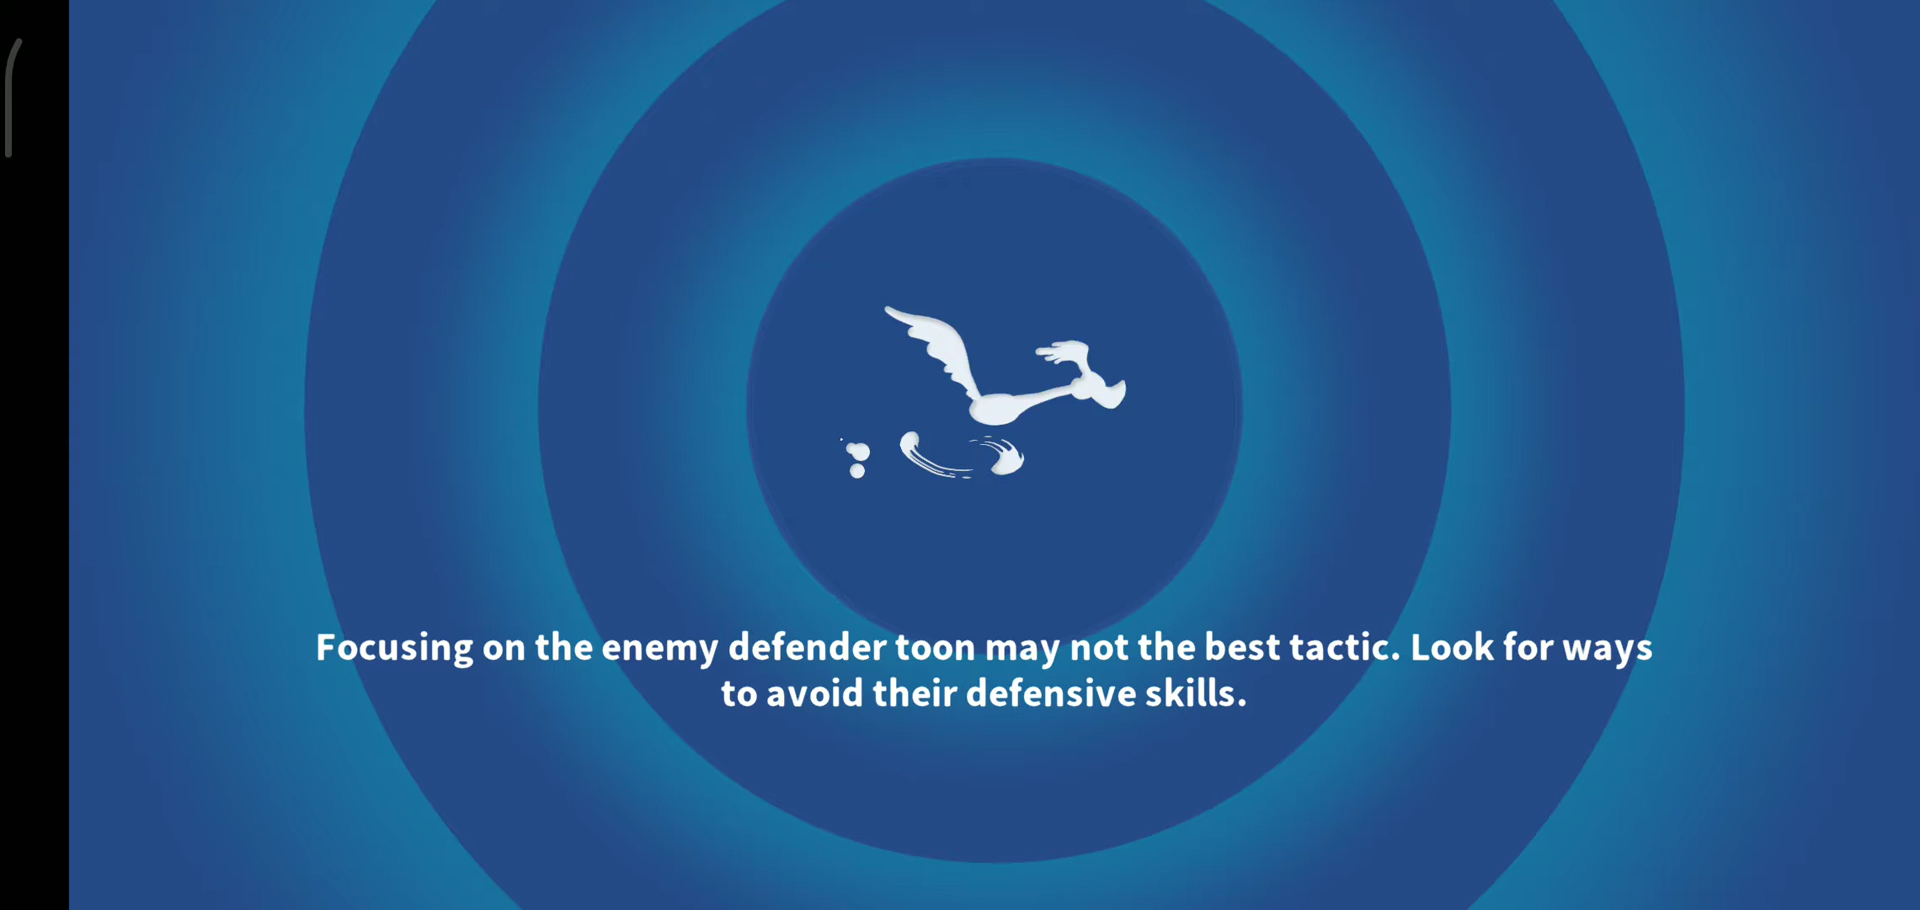 Focusing on the enemy defender toon may not the best tactic. Look for ways
to avoid their defensive skills.